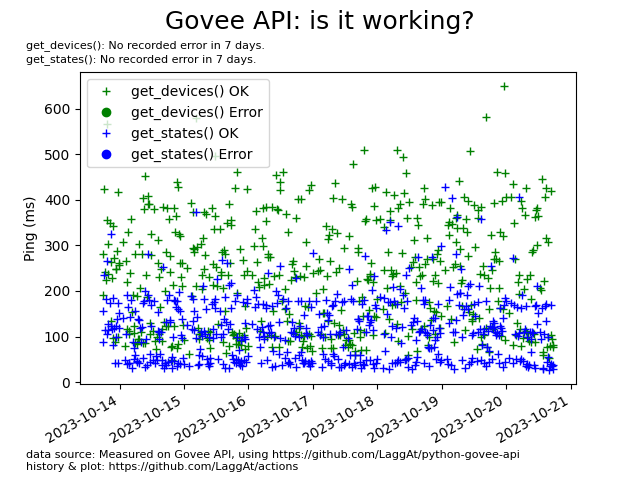 Govee API: is it working?
get_devices(): No recorded error in 7 days.
get_states(): No recorded error in 7 days.
get_devices() OK
get_devices() Error
get_states() OK
get_states() Error
Ping (ms)
600
500
400
300
200
100
0
2023-10-14
2023-10-15
2023-10-16
2023-10-17
2023-10-18
2023-10-19
2023-10-20
2023-10-21
data source: Measured on Govee API, using https://github.com/LaggAt/python-govee-api
history & plot: https://github.com/LaggAt/actions